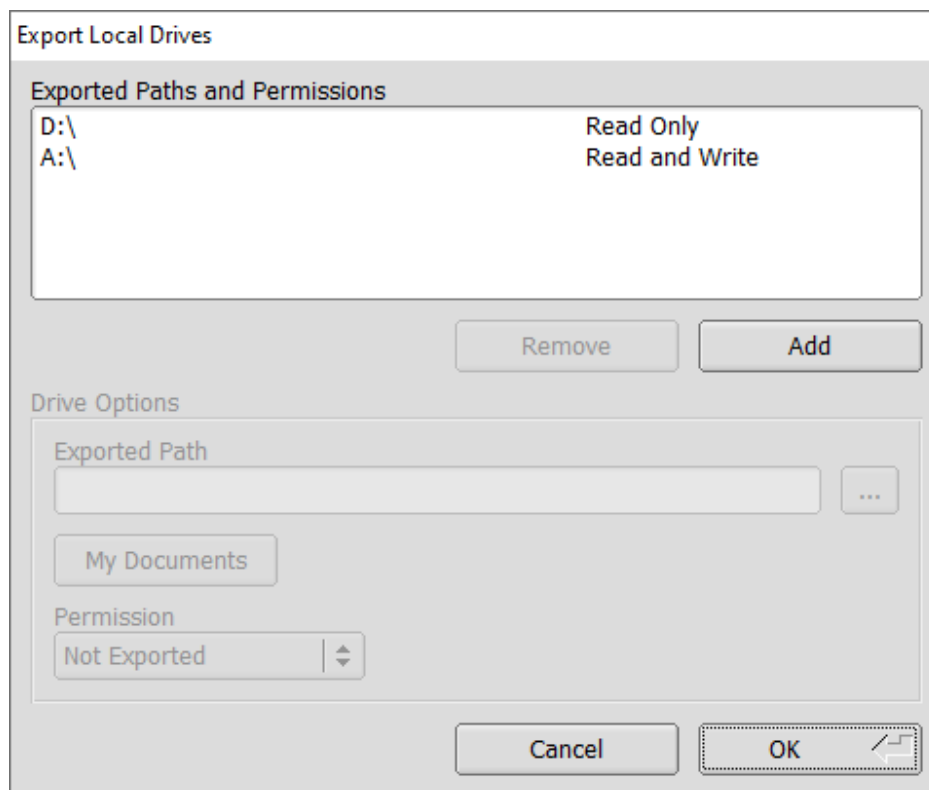 Export Local Drives
Exported Paths and Permissions
D:\ Read Only
A:\ Read and Write
Remove Add
Drive Options
Exported Path
...
My Documents
Permission
Not Exported
Cancel OK